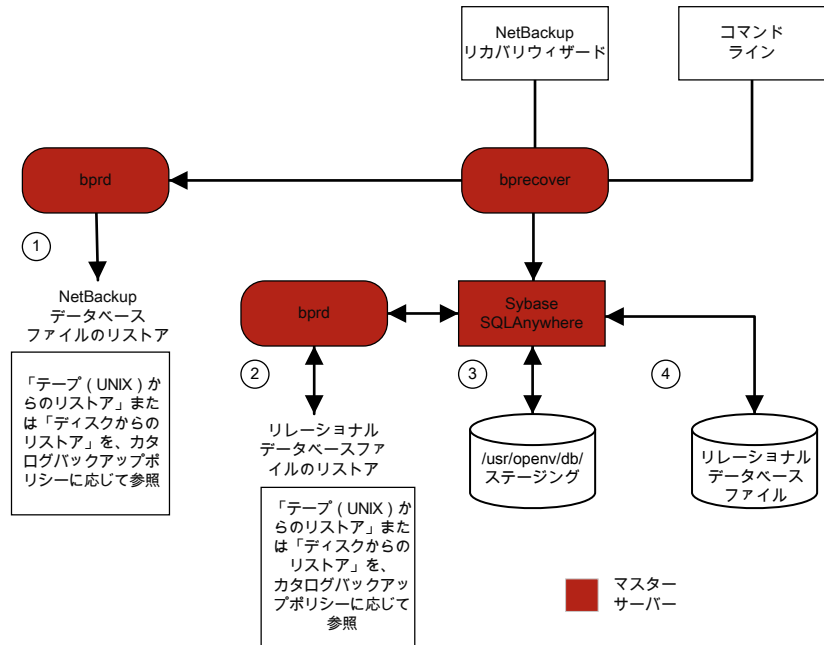 NetBackup
リカバリウィザード
コマンド
ライン
bprd
bprecover
1
NetBackup
データベース
ファイルのリストア
「テープ（UNIX）か
らのリストア」また
は「ディスクからの
リストア」を、カタ
ログバックアップポ
リシーに応じて参照
bprd
Sybase
SQLAnywhere
2
3
4
リレーショナル
データベースファ
イルのリストア
「テープ（UNIX）か
らのリストア」また
は「ディスクからの
リストア」を、
カタログバックアッ
プポリシーに応じて
参照
/usr/openv/db/
ステージング
リレーショナル
データベース
ファイル
マスター
サーバー